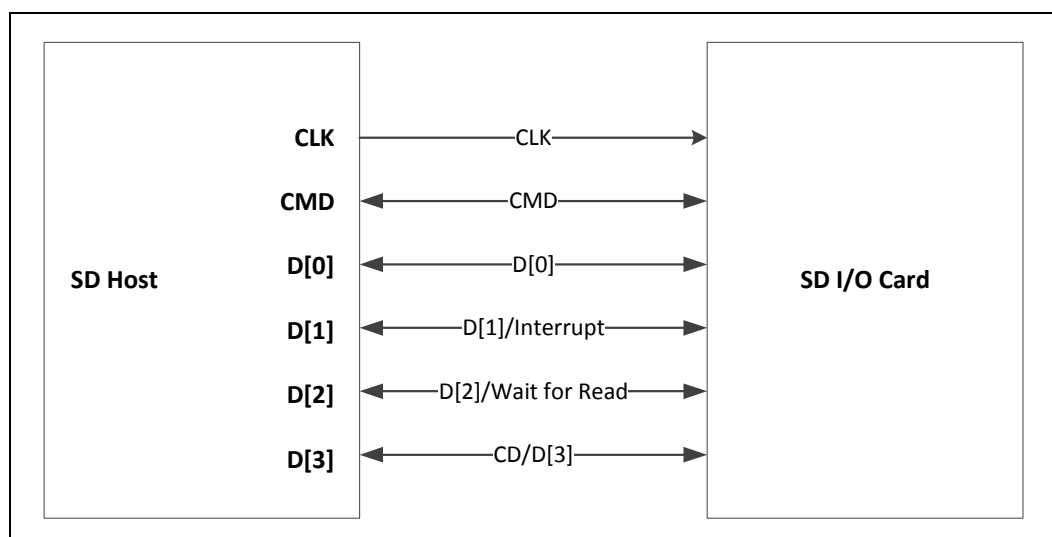 CLK CLK
CMD CMD
D[0] D[0]
SD Host SD I/O Card
D[1] D[1]/Interrupt
D[2] D[2]/Wait for Read
D[3] CD/D[3]